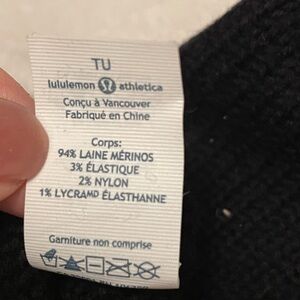 TU
lululemon athletica
Conçu à Vancouver
Fabriqué en Chine
Corps:
94% LAINE MÉRINOS
3% ÉLASTIQUE
2% NYLON
1% LYCRAMD ÉLASTHANNE
Garniture non comprise